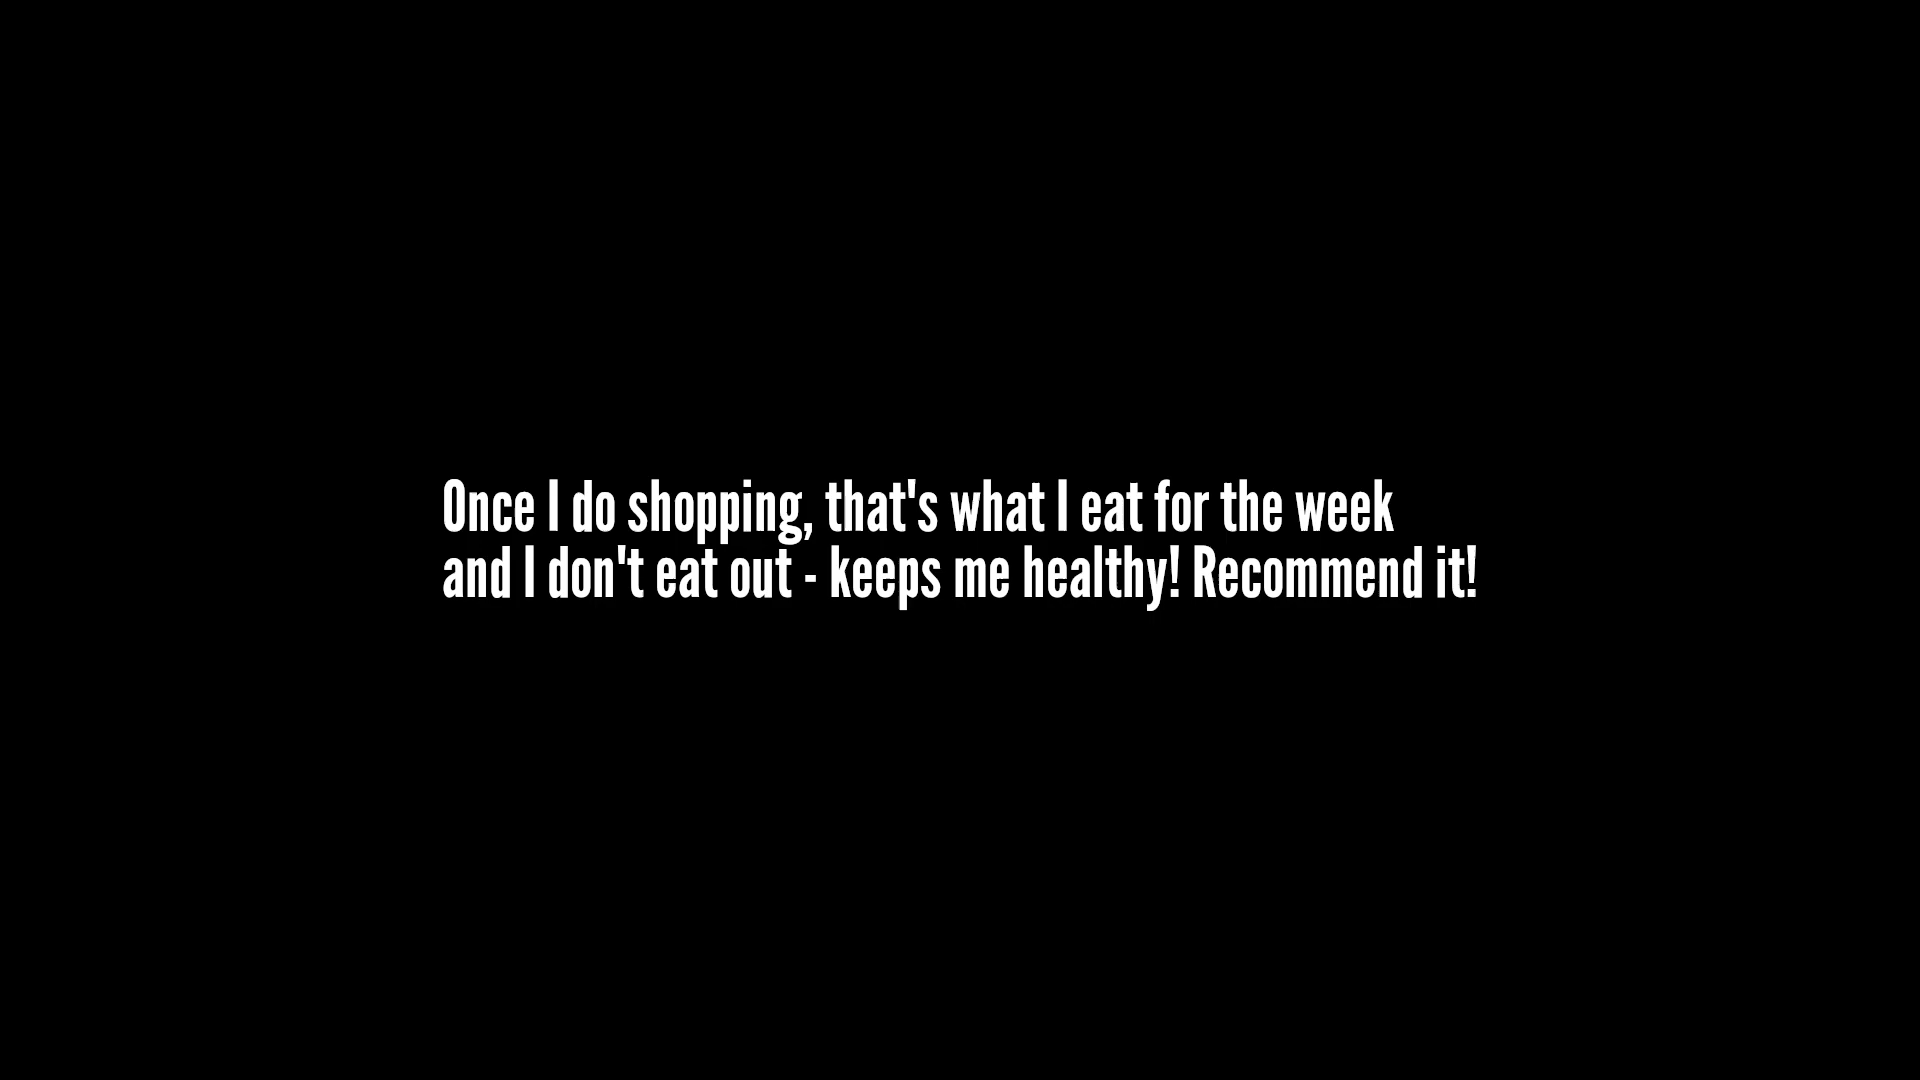 Once I do shopping, that's what I eat for the week
and I don't eat out - keeps me healthy! Recommend it!